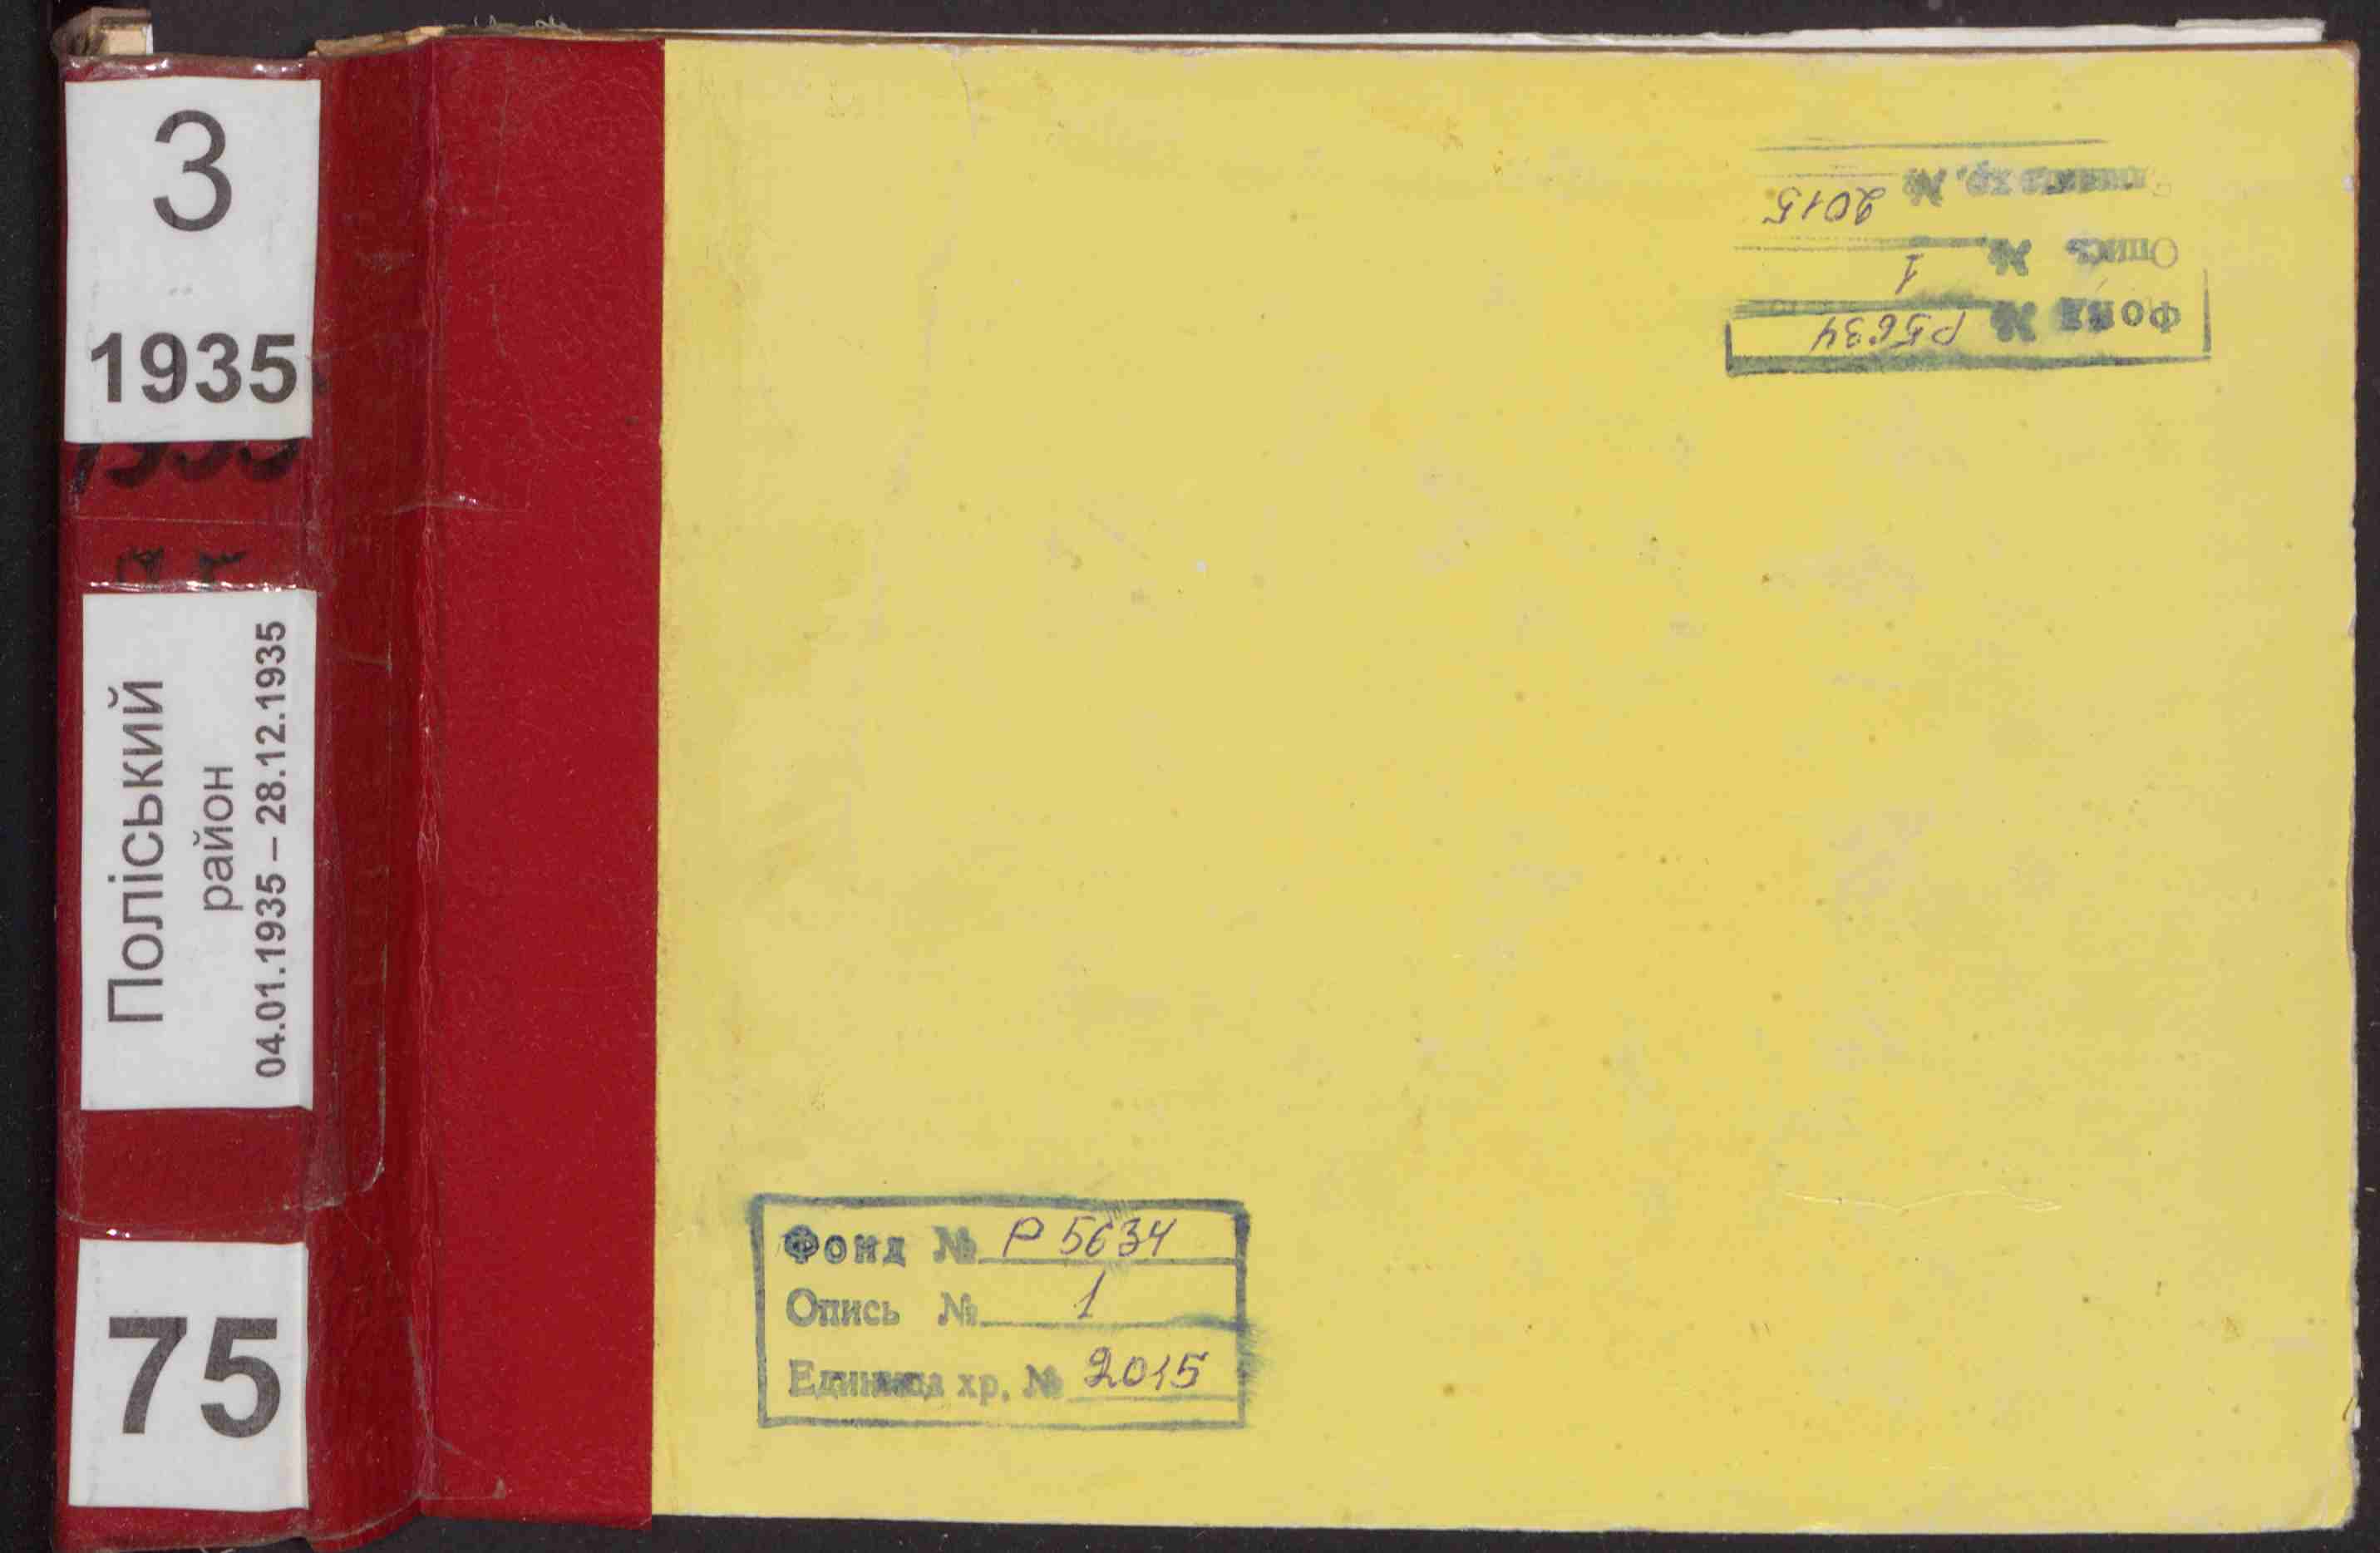 3
1935
Поліський
район
04.01.1935 – 28.12.1935
75
Фонд № Р5634
Опись № 1
хр. № 2015
Фонд № Р 5634
Опись № 1
Единица хр. № 2015